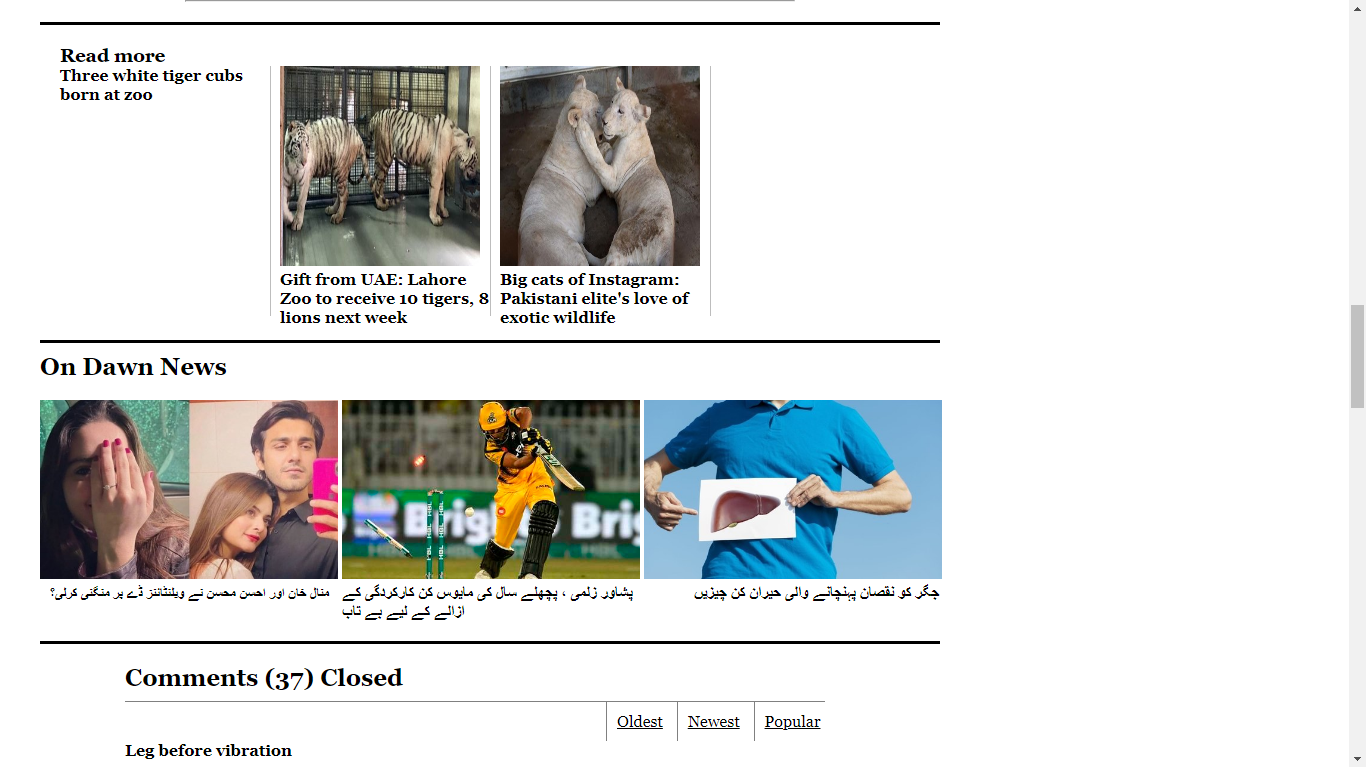 Read more
Three white tiger cubs
born at zoo
Gift from UAE: Lahore
Zoo to receive 10 tigers, 8
lions next week
Big cats of Instagram:
Pakistani elite's love of
exotic wildlife
On Dawn News
Brig
Bri
HBL
HBL
منال خان اور احسن محسن نے ویلنٹائنز ڈے پر منگنی کرلی؟
پشاور زلمی ، پچھلے سال کی مایوس کن کارکردگی کے
ازالے کے لیے بے تاب
جگر کو نقصان پہنچانے والی حیران کن چیزیں
Comments (37) Closed
Oldest
Newest
Popular
Leg before vibration